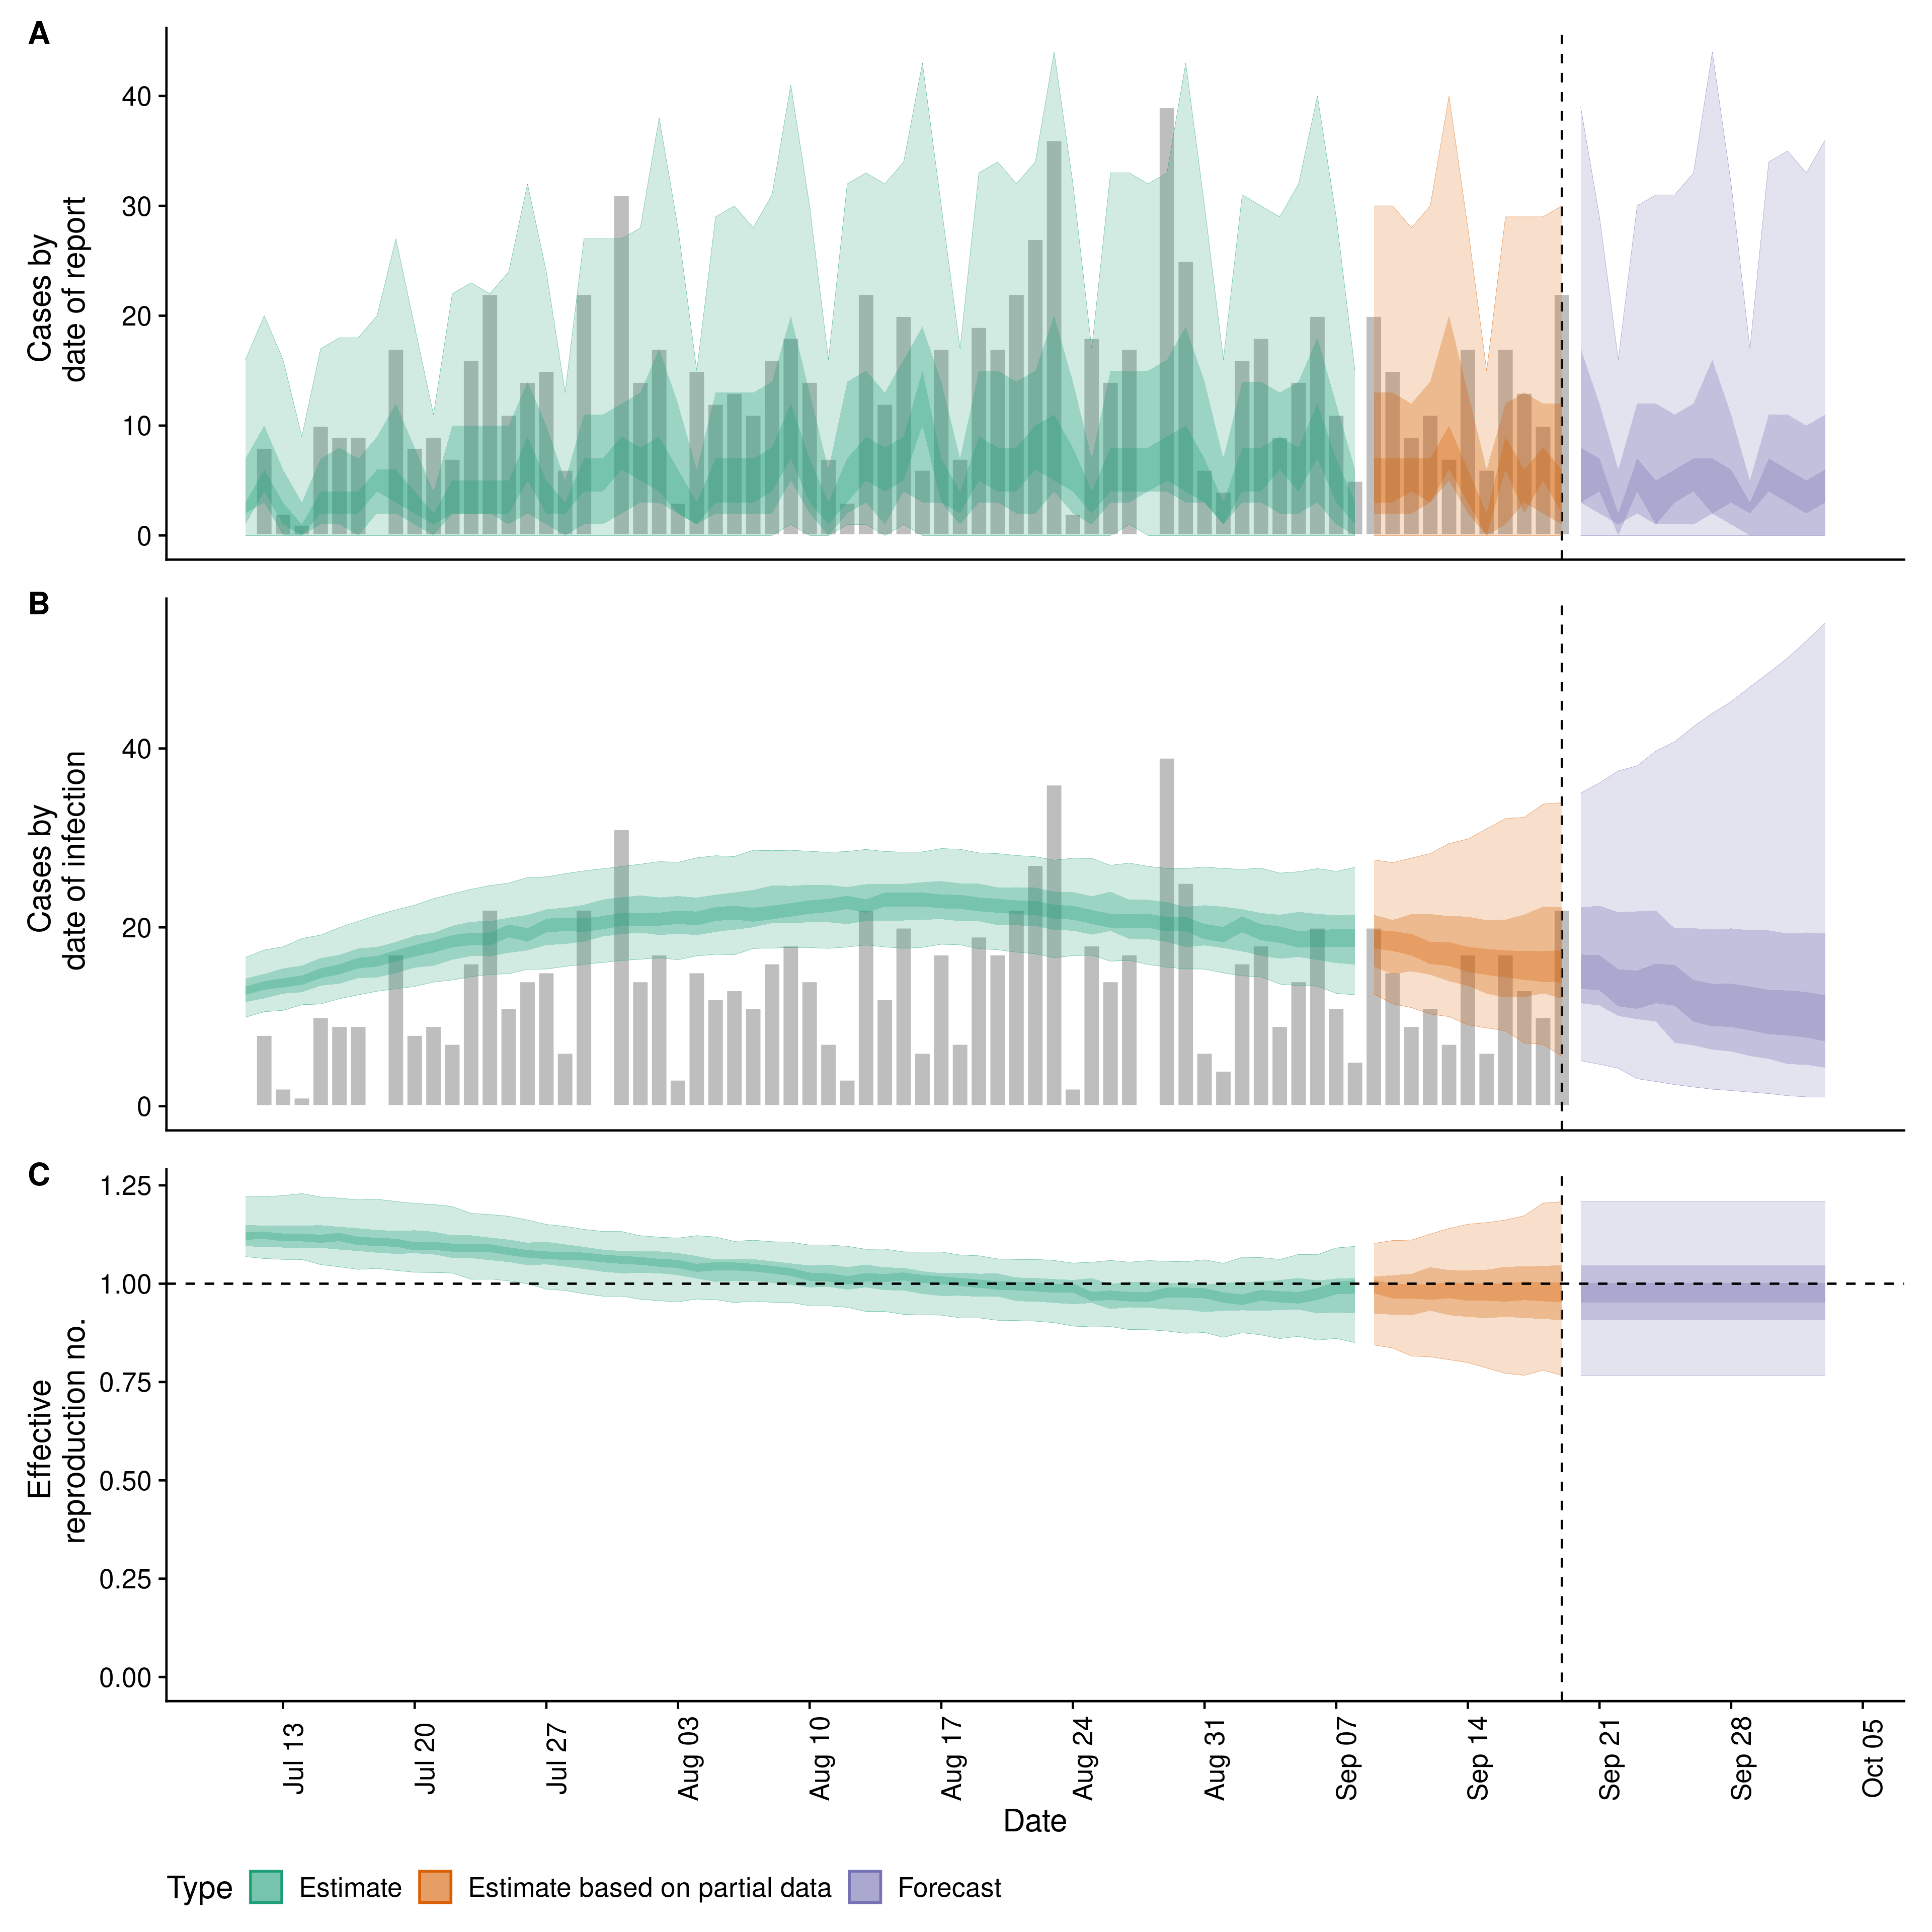 A
Cases by
date of report
40
30
20
10
0
B
Cases by
date of infection
40
20
0
C
Effective
reproduction no.
1.25
1.00
0.75
0.50
0.25
0.00
Jul 13
Jul 20
Jul 27
Aug 03
Aug 10
Aug 17
Aug 24
Aug 31
Sep 07
Sep 14
Sep 21
Sep 28
Oct 05
Date
Type Estimate Estimate based on partial data Forecast